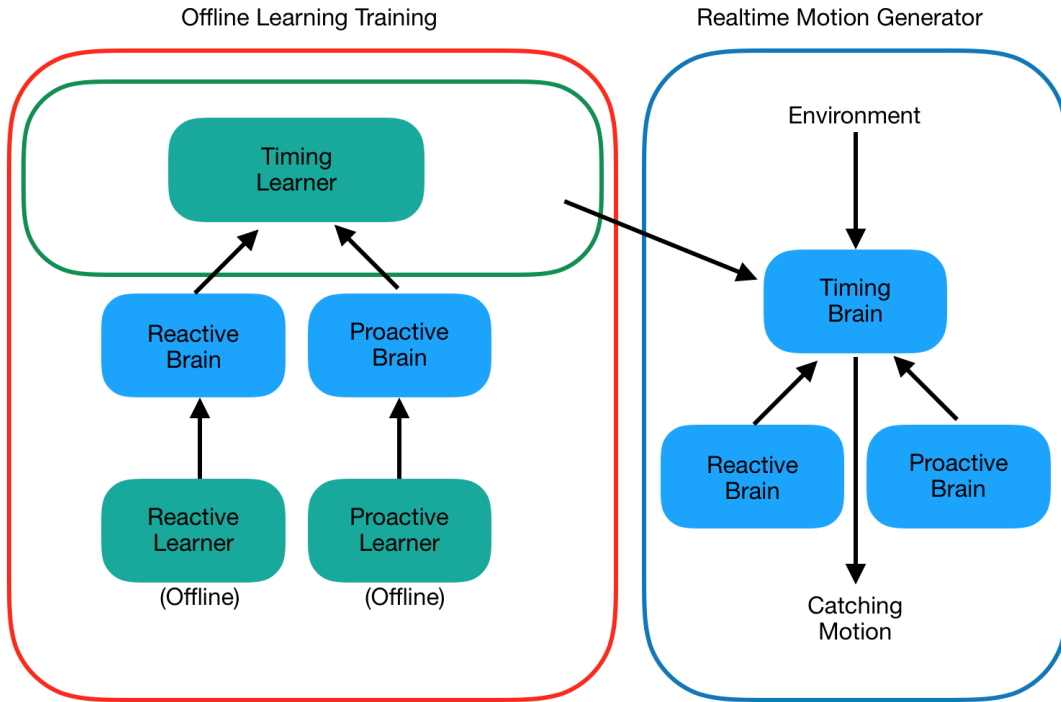 Offline Learning Training
Timing
Learner
Reactive
Brain
Proactive
Brain
Reactive
Learner
(Offline)
Proactive
Learner
(Offline)
Realtime Motion Generator
Environment
Timing
Brain
Reactive
Brain
Proactive
Brain
Catching
Motion